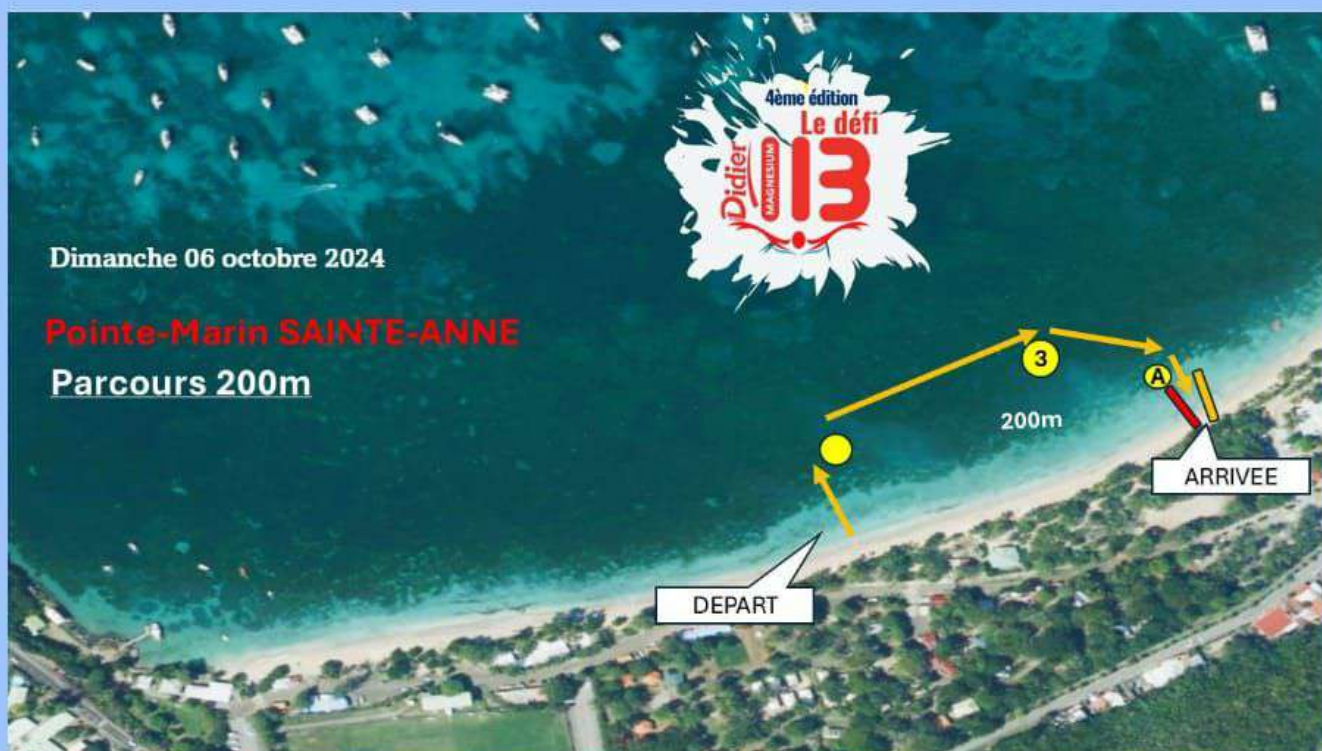 4ème édition
Le défi
Didier
MAGNESIUM
113
Dimanche 06 octobre 2024
Pointe-Marin SAINTE-ANNE
Parcours 200m
3
A
200m
ARRIVEE
DEPART